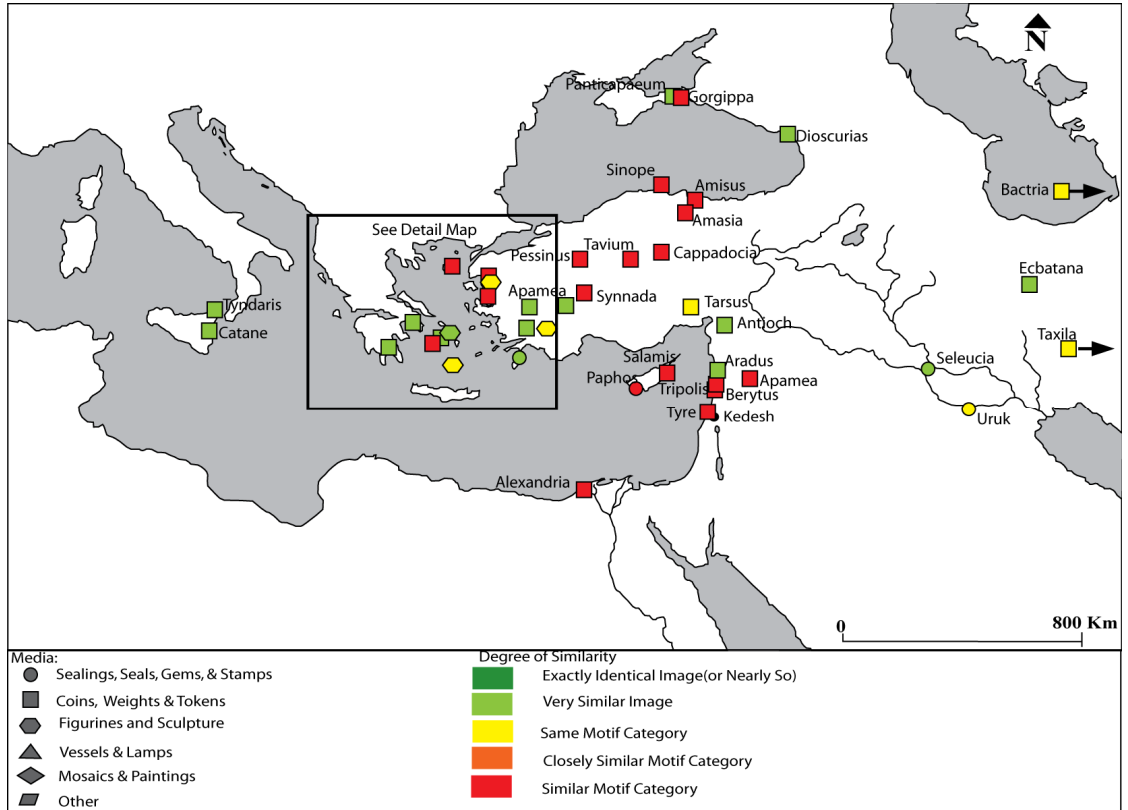 N
Panticapaeum
Gorgippa
Dioscurias
Sinope
Amisus
Bactria
Amasia
See Detail Map
Pessinus
Tavium
Cappadocia
Ecbatana
Apamea
Synnada
Tarsus
Tyndaris
Antioch
Catane
Taxila
Salamis
Aradus
Seleucia
Paphos
Tripolis
Apamea
Berytus
Tyre
Kedesh
Uruk
Alexandria
0
800 Km
Media:
Sealings, Seals, Gems, & Stamps
Coins, Weights & Tokens
Figurines and Sculpture
Vessels & Lamps
Mosaics & Paintings
Other
Degree of Similarity
Exactly Identical Image(or Nearly So)
Very Similar Image
Same Motif Category
Closely Similar Motif Category
Similar Motif Category